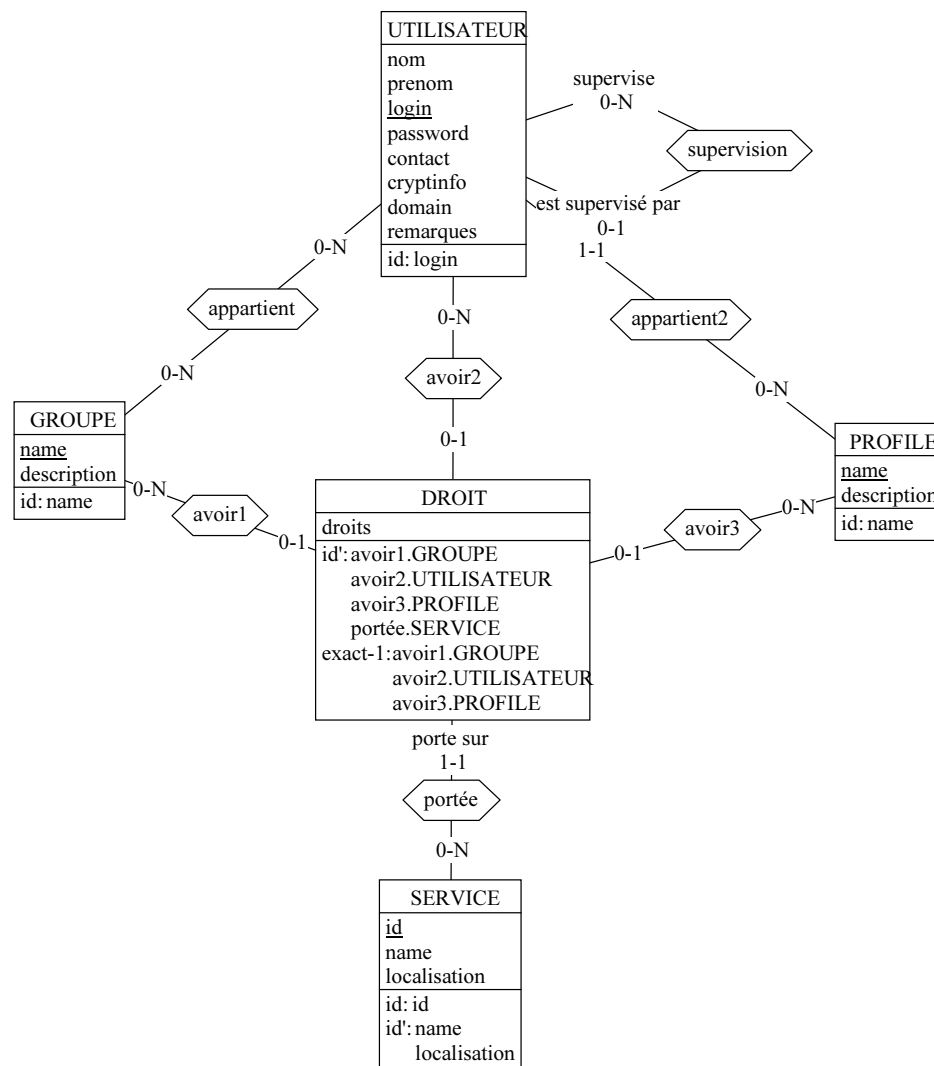 UTILISATEUR
nom
prenom
login
password
contact
cryptinfo
domain
remarques
id: login
supervise
0-N
supervision
est supervisé par
0-1
1-1
0-N
appartient
0-N
0-N
avoir2
0-1
appartient2
0-N
GROUPE
name
description
id: name
0-N
avoir1
0-1
PROFILE
name
description
id: name
0-N
avoir3
0-1
DROIT
droits
id': avoir1.GROUPE
avoir2.UTILISATEUR
avoir3.PROFILE
portée.SERVICE
exact-1: avoir1.GROUPE
avoir2.UTILISATEUR
avoir3.PROFILE
porte sur
1-1
portée
0-N
SERVICE
id
name
localisation
id: id
id': name
localisation